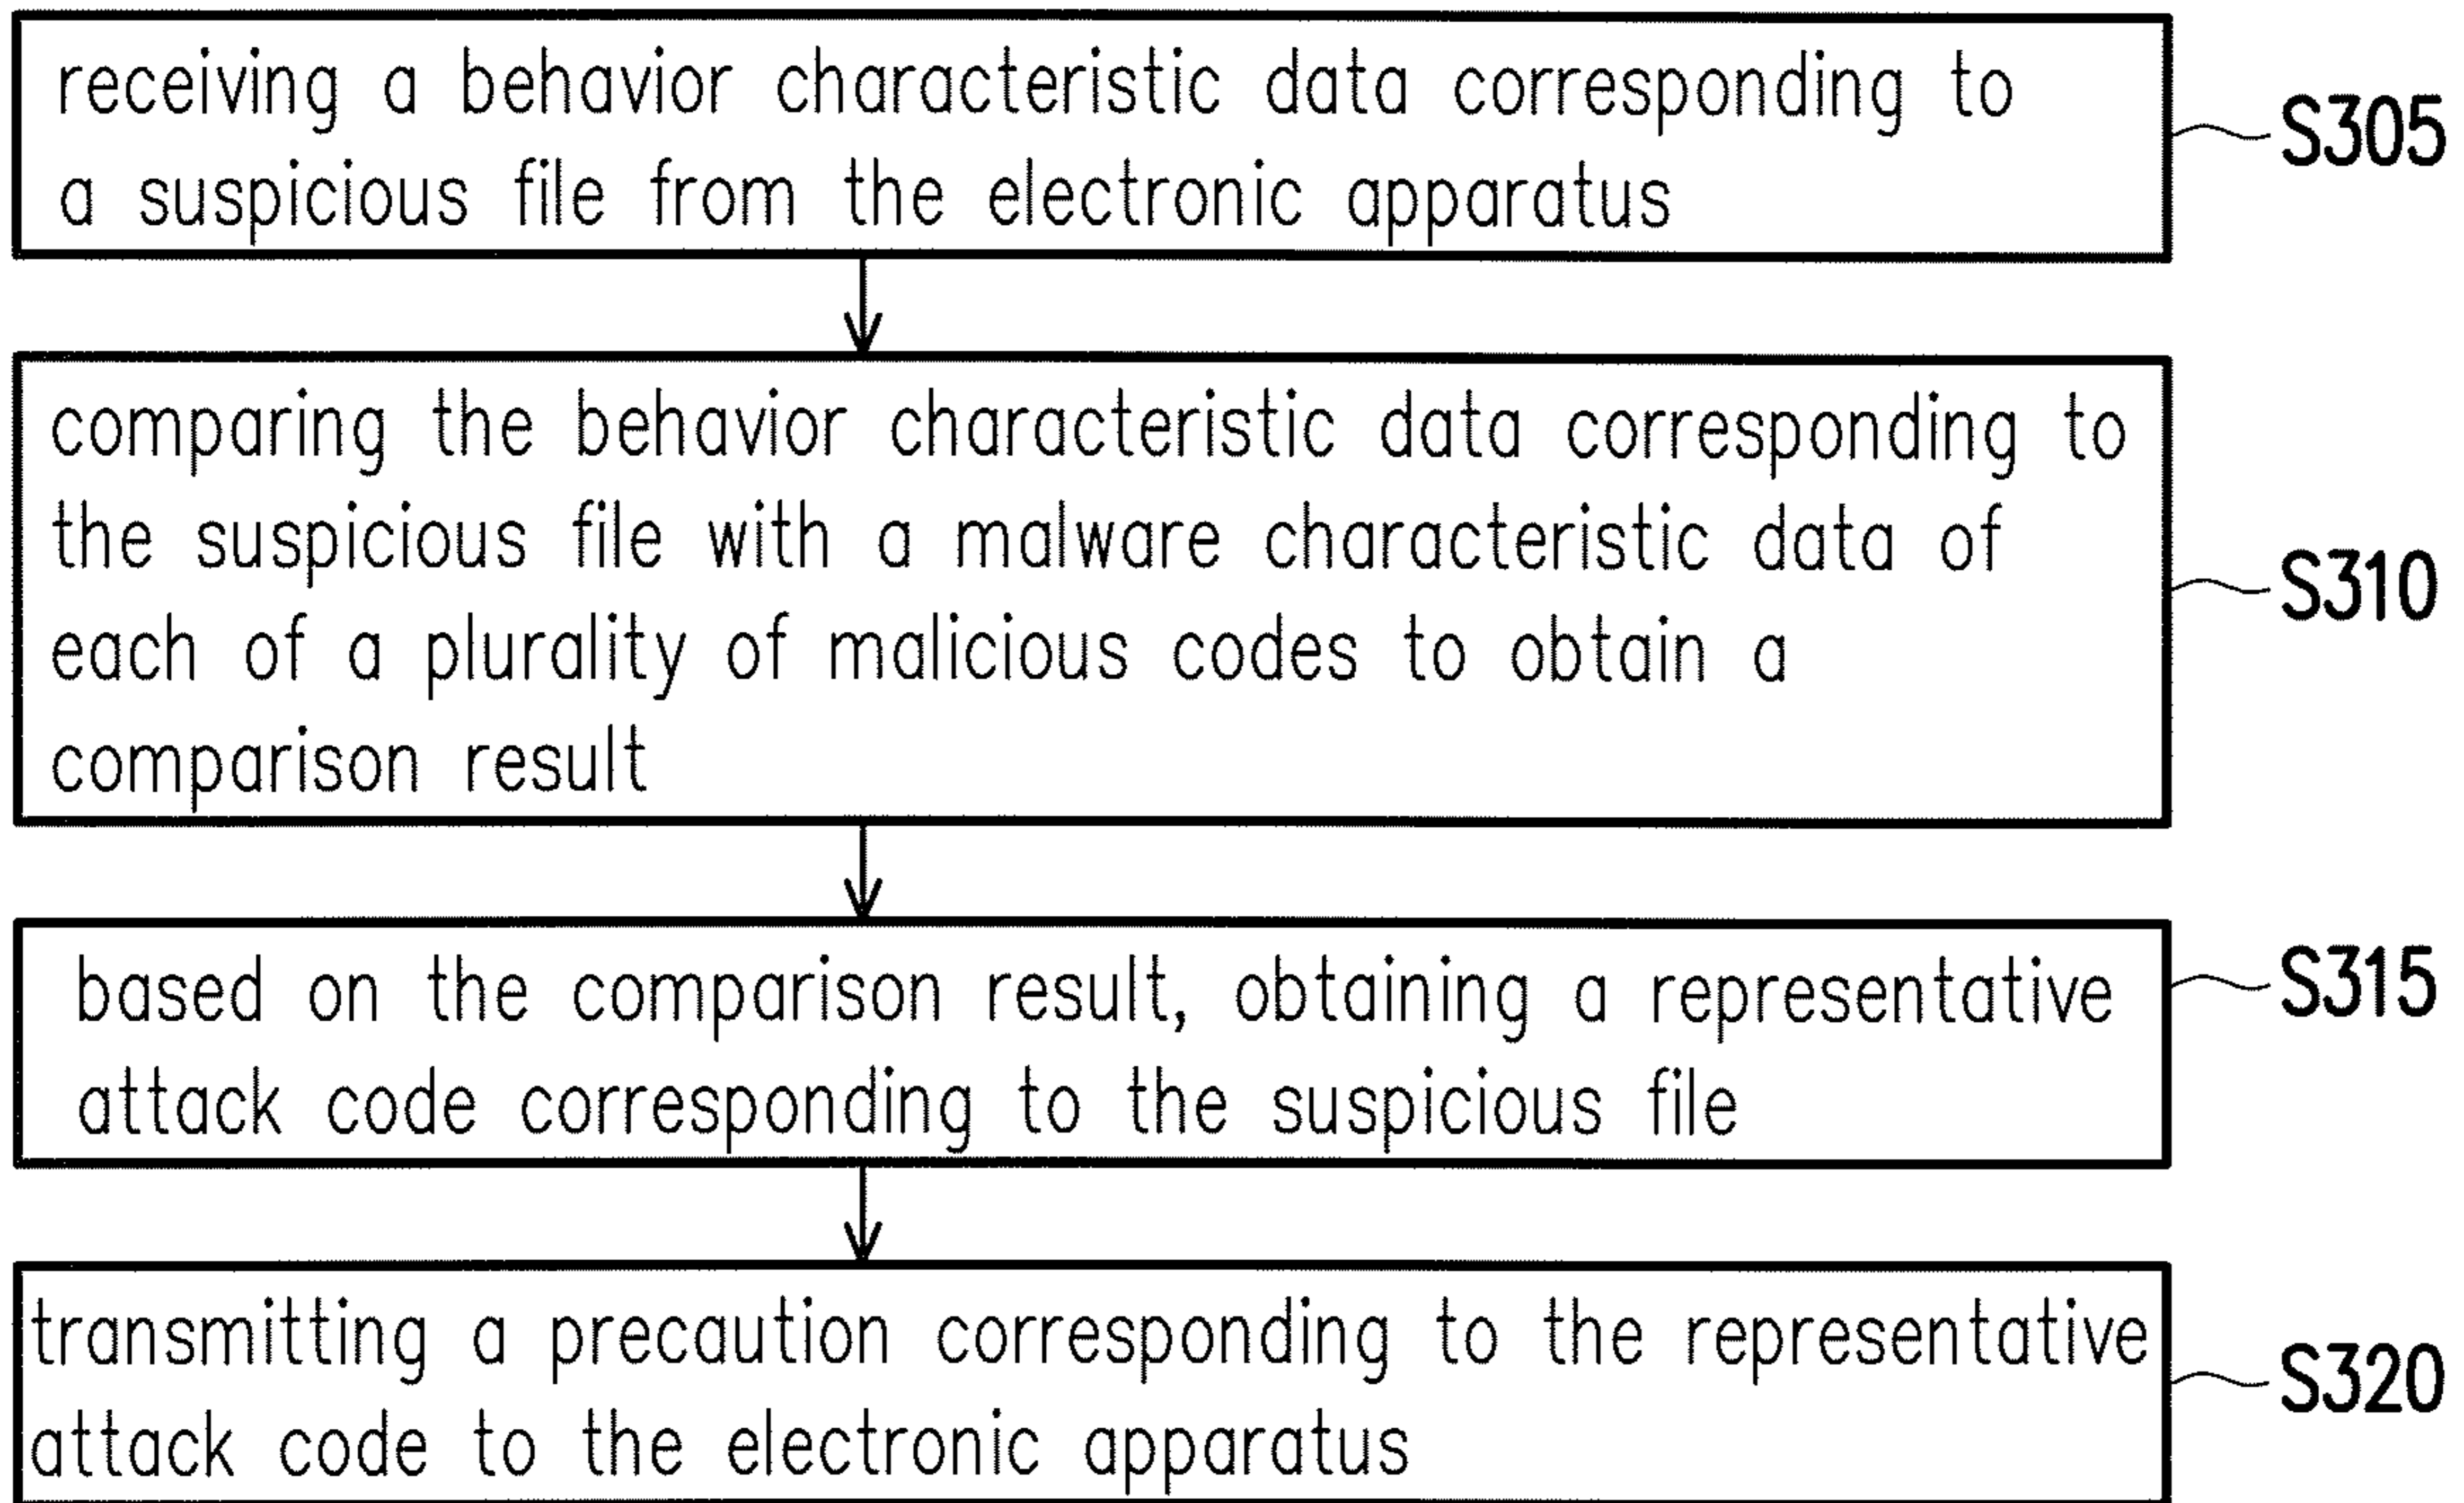 receiving a behavior characteristic data corresponding to
a suspicious file from the electronic apparatus
S305
comparing the behavior characteristic data corresponding to
the suspicious file with a malware characteristic data of
each of a plurality of malicious codes to obtain a
comparison result
S310
based on the comparison result, obtaining a representative
attack code corresponding to the suspicious file
S315
transmitting a precaution corresponding to the representative
attack code to the electronic apparatus
S320